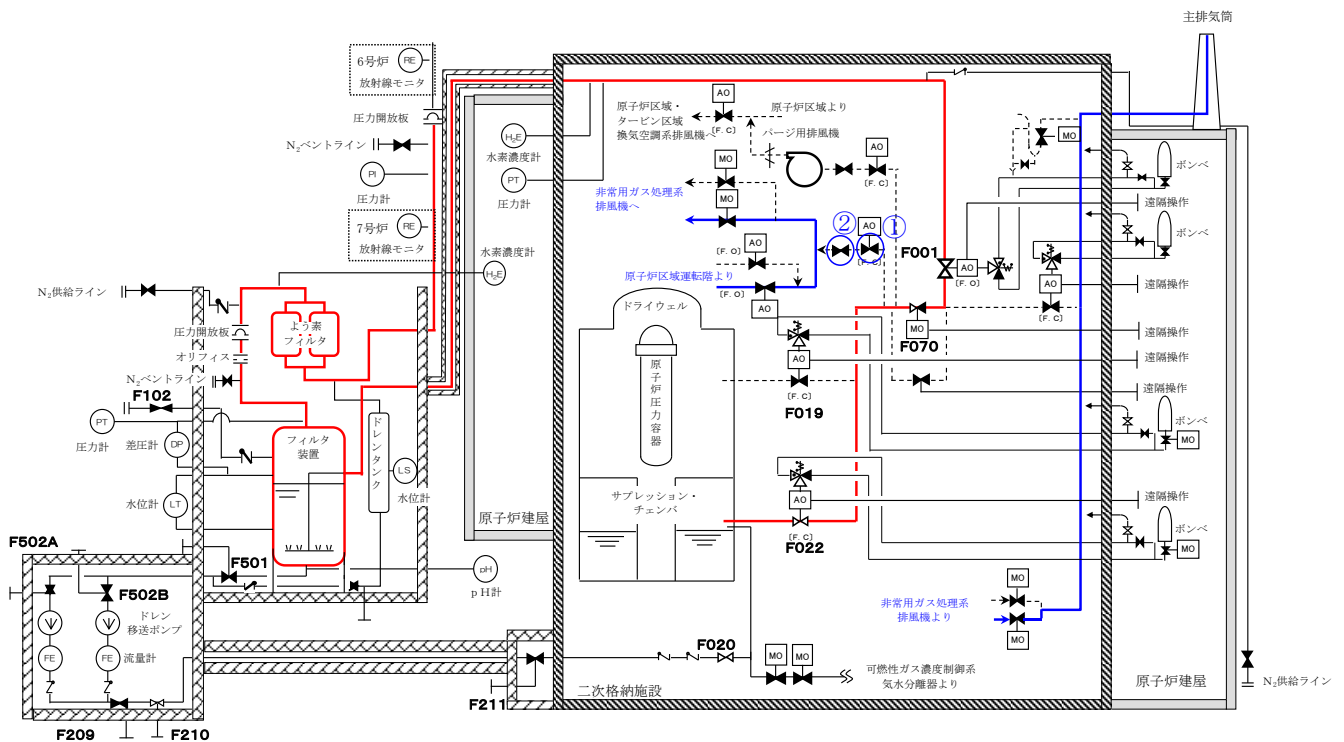 主排気筒
6号炉
RE
放射線モニタ
圧力開放板
N₂ベントライン
PI
圧力計
7号炉
RE
放射線モニタ
水素濃度計
H₂E
H₂E
水素濃度計
PT
圧力計
原子炉区域・
タービン区域
換気空調系排風機へ
AO
[F. C]
原子炉区域より
パージ用排風機
AO
[F. C]
MO
MO
非常用ガス処理系
排風機へ
②
AO
①
[F. C]
AO
[F. O]
原子炉区域運転階より
[F. O]
AO
F001
AO
[F. O]
MO
ボンベ
遠隔操作
ボンベ
AO
[F. C]
遠隔操作
MO
F070
遠隔操作
AO
[F. C]
F019
遠隔操作
遠隔操作
ボンベ
MO
AO
[F. C]
F022
遠隔操作
ボンベ
MO
ドライウェル
原子炉圧力容器
サプレッション・
チェンバ
N₂供給ライン
圧力開放板
オリフィス
よう素
フィルタ
N₂ベントライン
F102
PT
圧力計
差圧計
DP
フィルタ
装置
ドレンタンク
LS
水位計
水位計
LT
原子炉建屋
F502A
F501
F502B
pH
pH計
ドレン
移送ポンプ
FE
FE
流量計
F209
F210
F211
F020
MO
MO
可燃性ガス濃度制御系
気水分離器より
二次格納施設
MO
非常用ガス処理系
排風機より
MO
原子炉建屋
N₂供給ライン